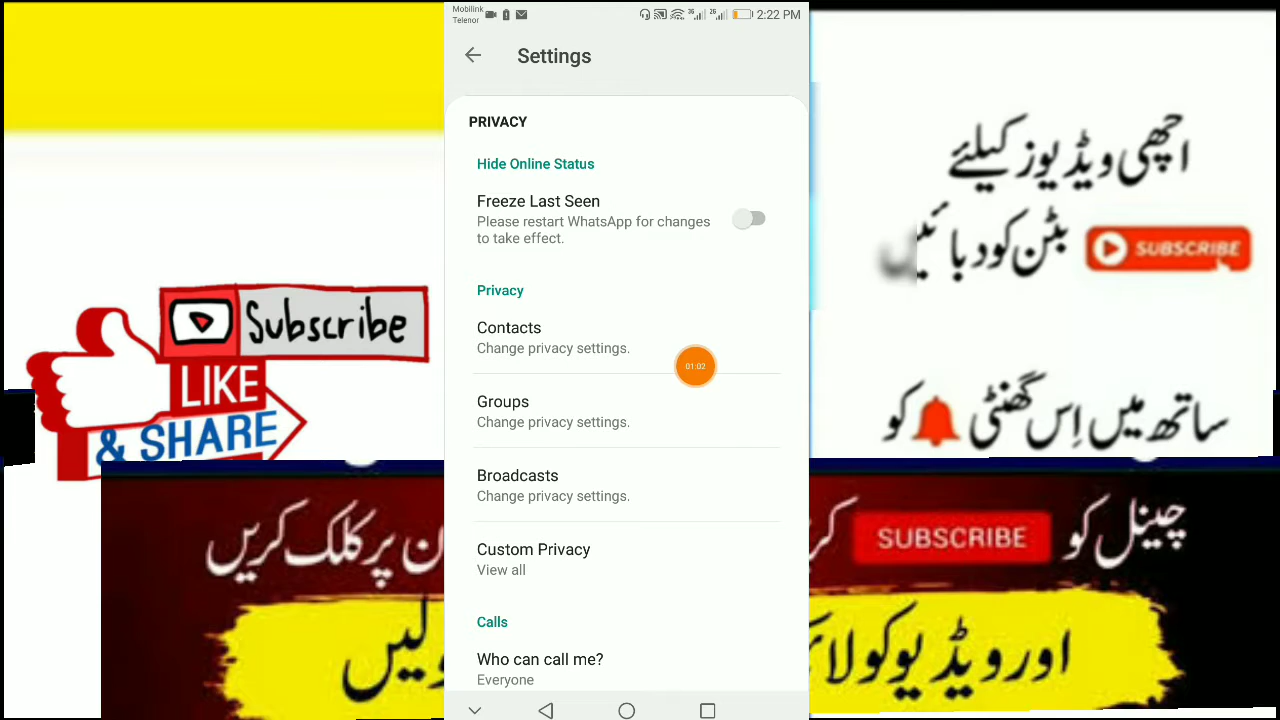 Mobilink
Telenor
3G
2G
2:22 PM
Settings
PRIVACY
Hide Online Status
Freeze Last Seen
Please restart WhatsApp for changes
to take effect.
Privacy
Contacts
Change privacy settings.
01:02
Groups
Change privacy settings.
Broadcasts
Change privacy settings.
Custom Privacy
View all
Calls
Who can call me?
Everyone
Subscribe
LIKE
& SHARE
ن پر کلک کریں
اچھی ویڈیوز کیلئے
بٹن کو دبائیں
SUBSCRIBE
ساتھ میں اِس گھنٹی کو
چینل کو SUBSCRIBE
اور ویڈیو کو